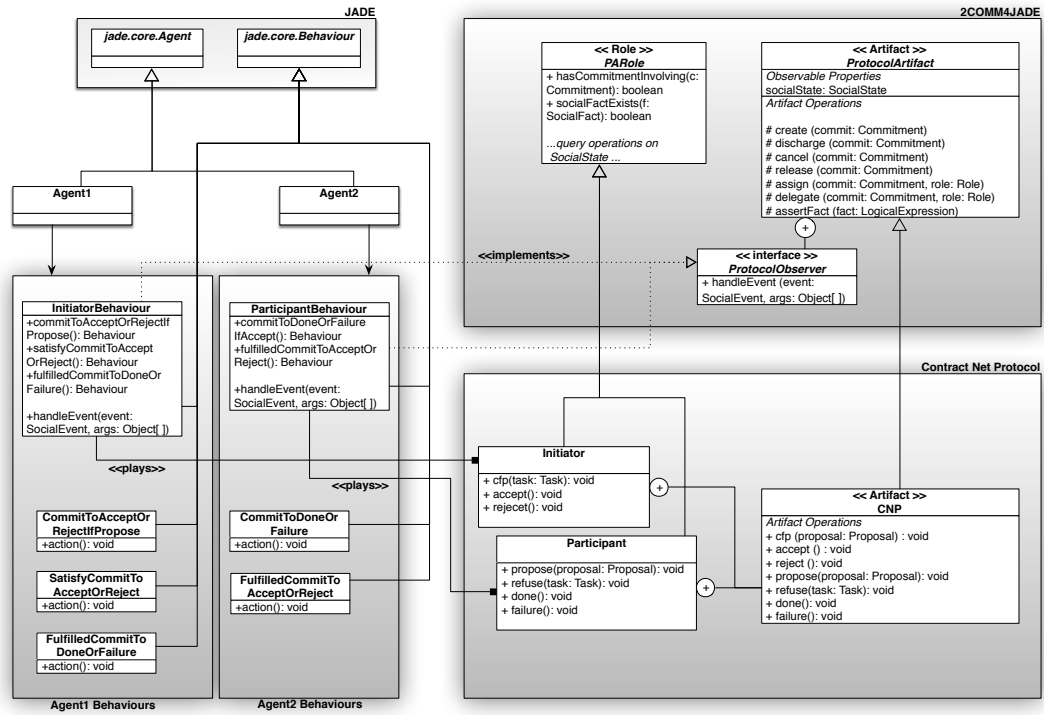 JADE
jade.core.Agent
jade.core.Behaviour
Agent1
Agent2
InitiatorBehaviour
+commitToAcceptOrRejectIf
Propose(): Behaviour
+satisfyCommitToAccept
OrReject(): Behaviour
+fulfilledCommitToDoneOr
Failure(): Behaviour
+handleEvent(event:
SocialEvent, args: Object[ ])
<<plays>>
CommitToAcceptOr
RejectIfPropose
+action(): void
SatisfyCommitTo
AcceptOrReject
+action(): void
FulfilledCommitTo
DoneOrFailure
+action(): void
Agent1 Behaviours
ParticipantBehaviour
+commitToDoneOrFailure
IfAccept(): Behaviour
+fulfilledCommitToAcceptOr
Reject(): Behaviour
+handleEvent(event:
SocialEvent, args: Object[ ])
<<plays>>
CommitToDoneOr
Failure
+action(): void
FulfilledCommitTo
AcceptOrReject
+action(): void
Agent2 Behaviours
2COMM4JADE
<< Role >>
PARole
+ hasCommitmentInvolving(c:
Commitment): boolean
+ socialFactExists(f:
SocialFact): boolean
...query operations on
SocialState ...
<< Artifact >>
ProtocolArtifact
Observable Properties
socialState: SocialState
Artifact Operations
# create (commit: Commitment)
# discharge (commit: Commitment)
# cancel (commit: Commitment)
# release (commit: Commitment)
# assign (commit: Commitment, role: Role)
# delegate (commit: Commitment, role: Role)
# assertFact (fact: LogicalExpression)
+
<<implements>>
<< interface >>
ProtocolObserver
+ handleEvent (event:
SocialEvent, args: Object[ ])
Contract Net Protocol
Initiator
+ cfp(task: Task): void
+ accept(): void
+ rejecet(): void
+
Participant
+ propose(proposal: Proposal): void
+ refuse(task: Task): void
+ done(): void
+ failure(): void
+
<< Artifact >>
CNP
Artifact Operations
+ cfp (proposal: Proposal) : void
+ accept () : void
+ reject (): void
+ propose(proposal: Proposal): void
+ refuse(task: Task): void
+ done(): void
+ failure(): void